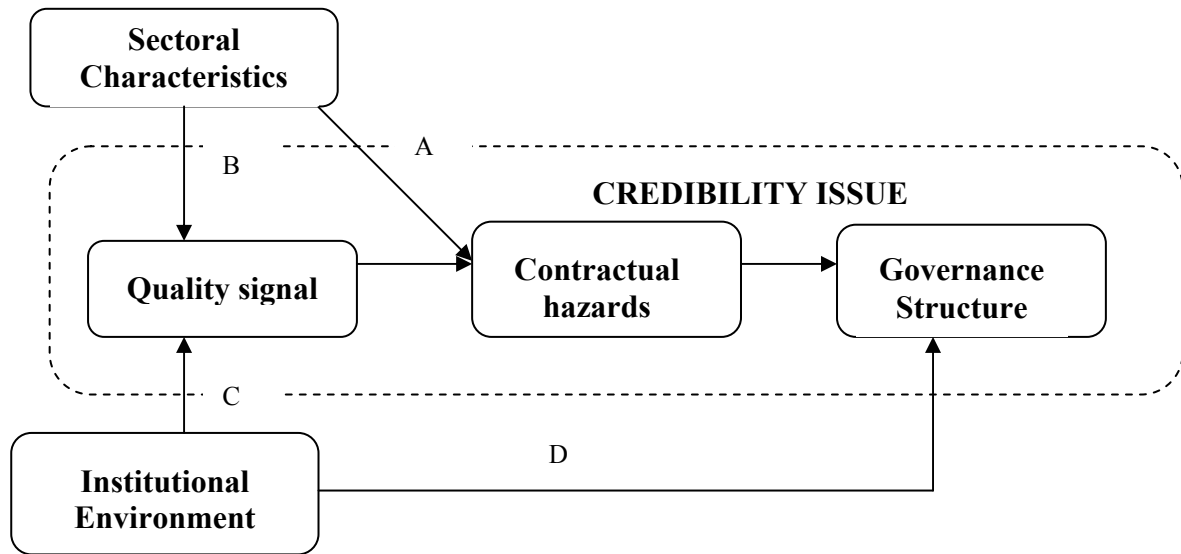 Sectoral
Characteristics
A
B
CREDIBILITY ISSUE
Quality signal
Contractual
hazards
Governance
Structure
C
D
Institutional
Environment